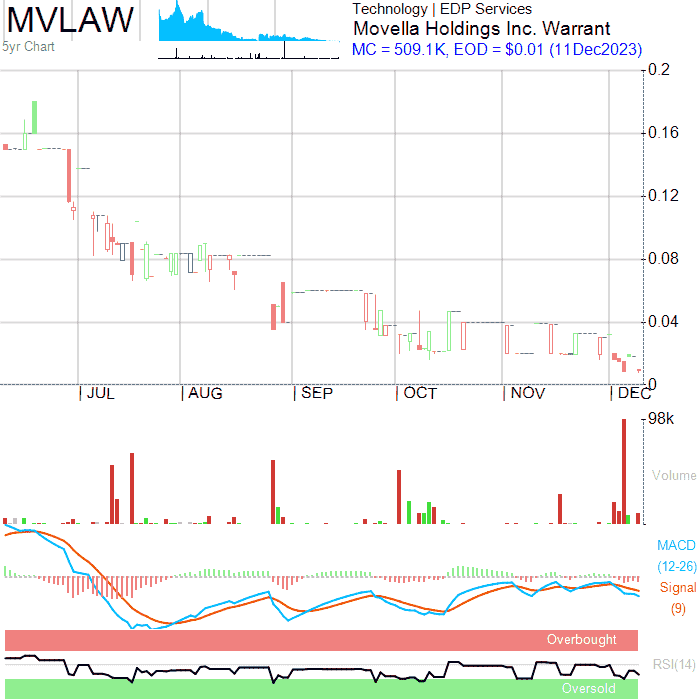 MVLAW
5yr Chart
Technology | EDP Services
Movella Holdings Inc. Warrant
MC = 509.1K, EOD = $0.01 (11Dec2023)
0.2
0.16
0.12
0.08
0.04
0
JUL AUG SEP OCT NOV DEC
98k
Volume
MACD
(12-26)
Signal
(9)
Overbought
RSI(14)
Oversold